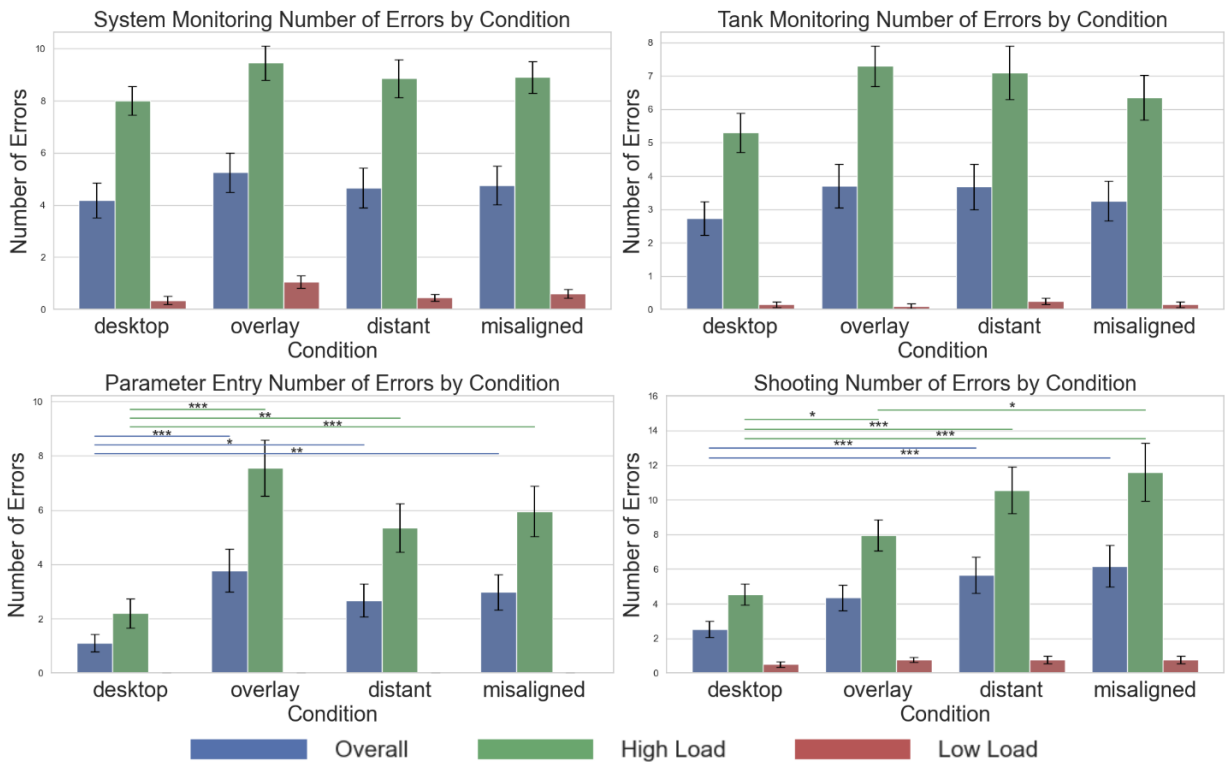 System Monitoring Number of Errors by Condition
Number of Errors
10
8
6
4
2
0
desktop overlay distant misaligned
Condition
Tank Monitoring Number of Errors by Condition
Number of Errors
8
7
6
5
4
3
2
1
0
desktop overlay distant misaligned
Condition
Parameter Entry Number of Errors by Condition
Number of Errors
10
8
6
4
2
0
***
**
***
***
*
**
desktop overlay distant misaligned
Condition
Shooting Number of Errors by Condition
Number of Errors
16
14
12
10
8
6
4
2
0
*
*
***
***
***
***
desktop overlay distant misaligned
Condition
Overall High Load Low Load